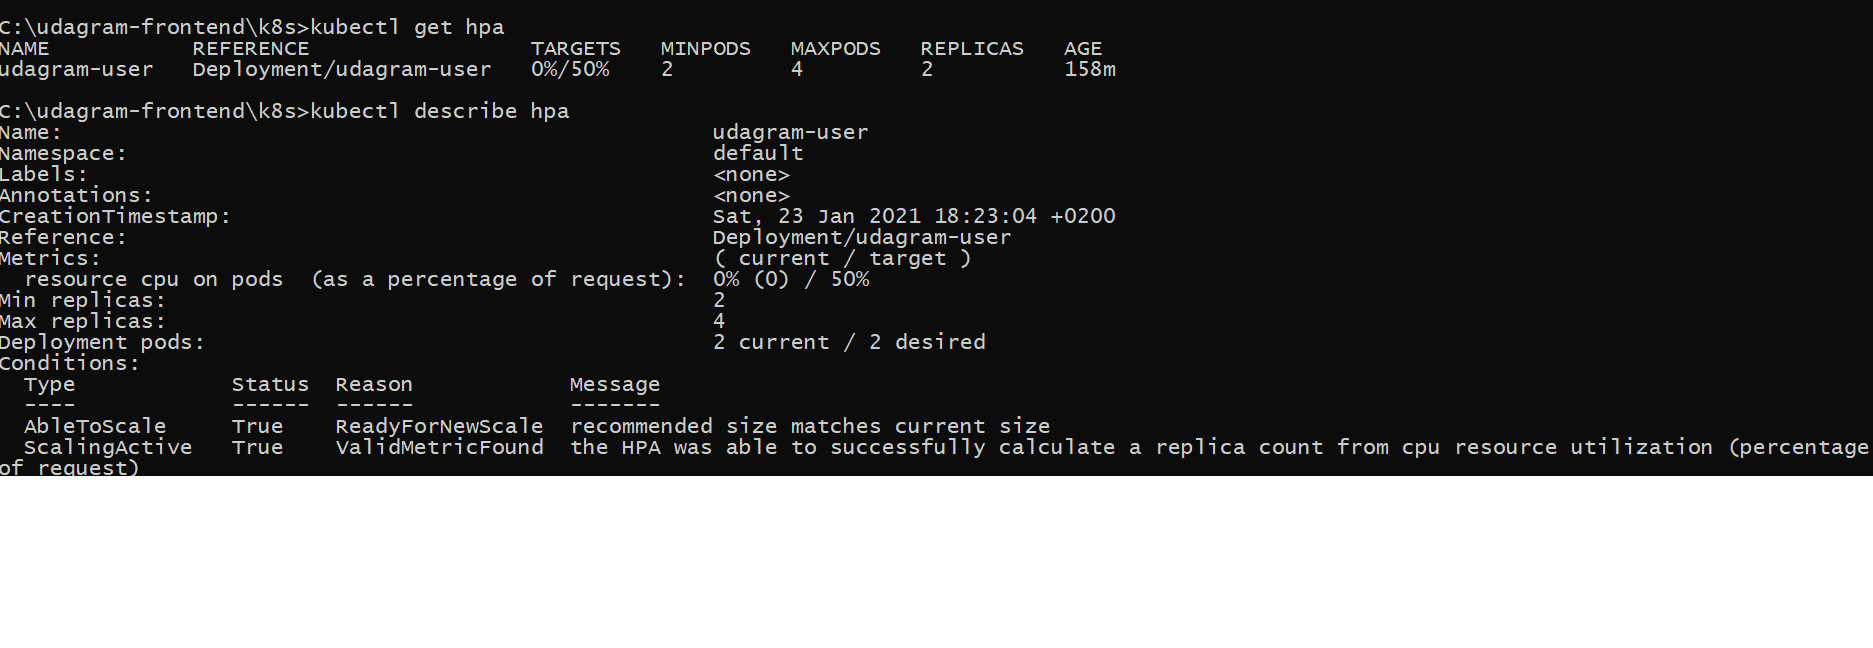 C:\udagram-frontend\k8s>kubectl get hpa
NAME REFERENCE TARGETS MINPODS MAXPODS REPLICAS AGE
udagram-user Deployment/udagram-user 0%/50% 2 4 2 158m
C:\udagram-frontend\k8s>kubectl describe hpa
Name: udagram-user
Namespace: default
Labels: <none>
Annotations: <none>
CreationTimestamp: Sat, 23 Jan 2021 18:23:04 +0200
Reference: Deployment/udagram-user
Metrics: ( current / target )
resource cpu on pods (as a percentage of request): 0% (0) / 50%
Min replicas: 2
Max replicas: 4
Deployment pods: 2 current / 2 desired
Conditions:
Type Status Reason Message
---- ------ ------ -------
AbleToScale True ReadyForNewScale recommended size matches current size
ScalingActive True ValidMetricFound the HPA was able to successfully calculate a replica count from cpu resource utilization (percentage
of request)